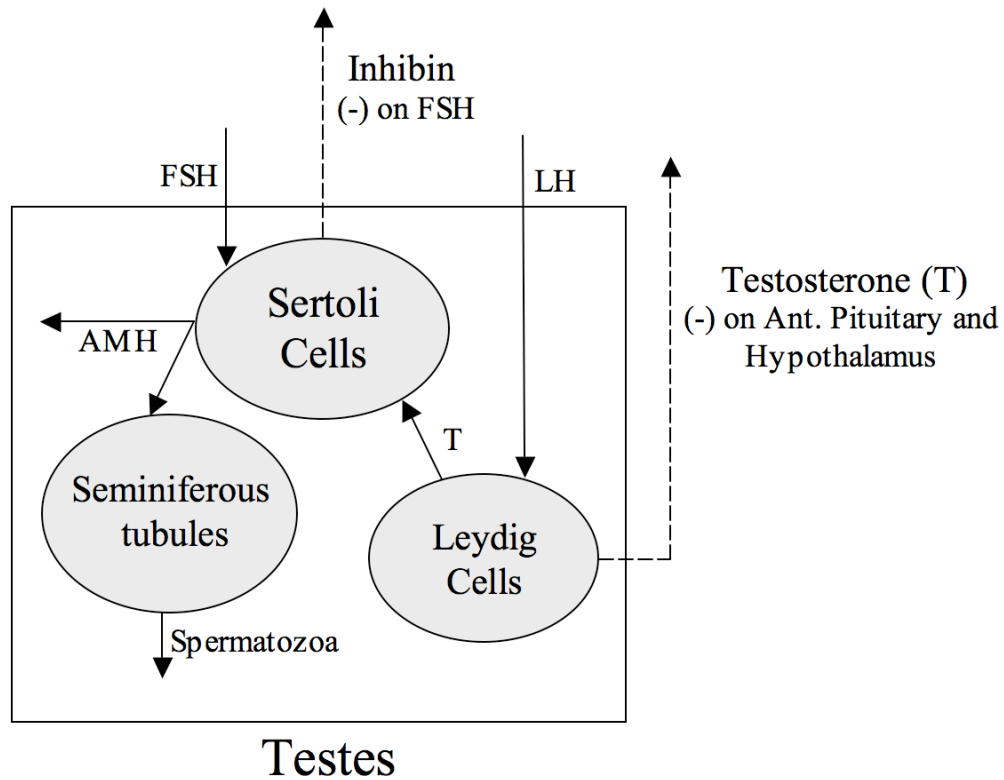 Inhibin
(-) on FSH
FSH
LH
Testosterone (T)
(-) on Ant. Pituitary and
Hypothalamus
Sertoli
Cells
AMH
T
Seminiferous
tubules
Leydig
Cells
Spermatozoa
Testes